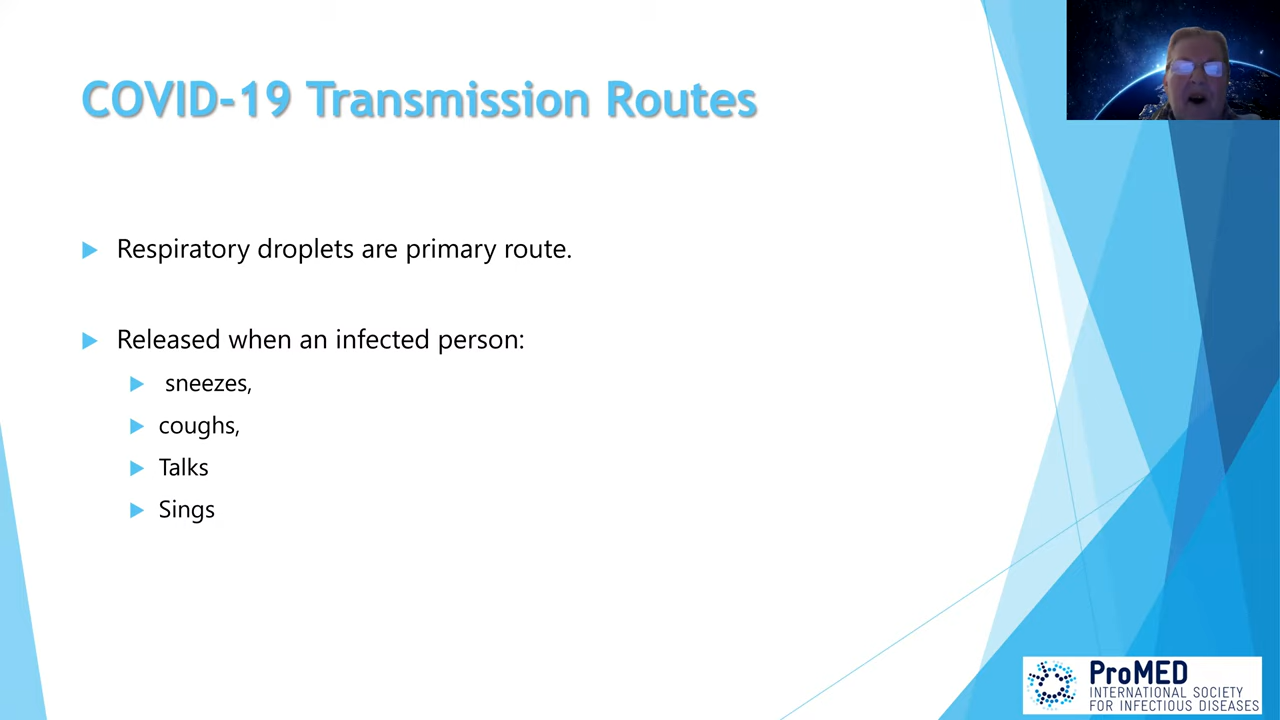 COVID-19 Transmission Routes
Respiratory droplets are primary route.
Released when an infected person:
sneezes,
coughs,
Talks
Sings
ProMED
INTERNATIONAL SOCIETY
FOR INFECTIOUS DISEASES